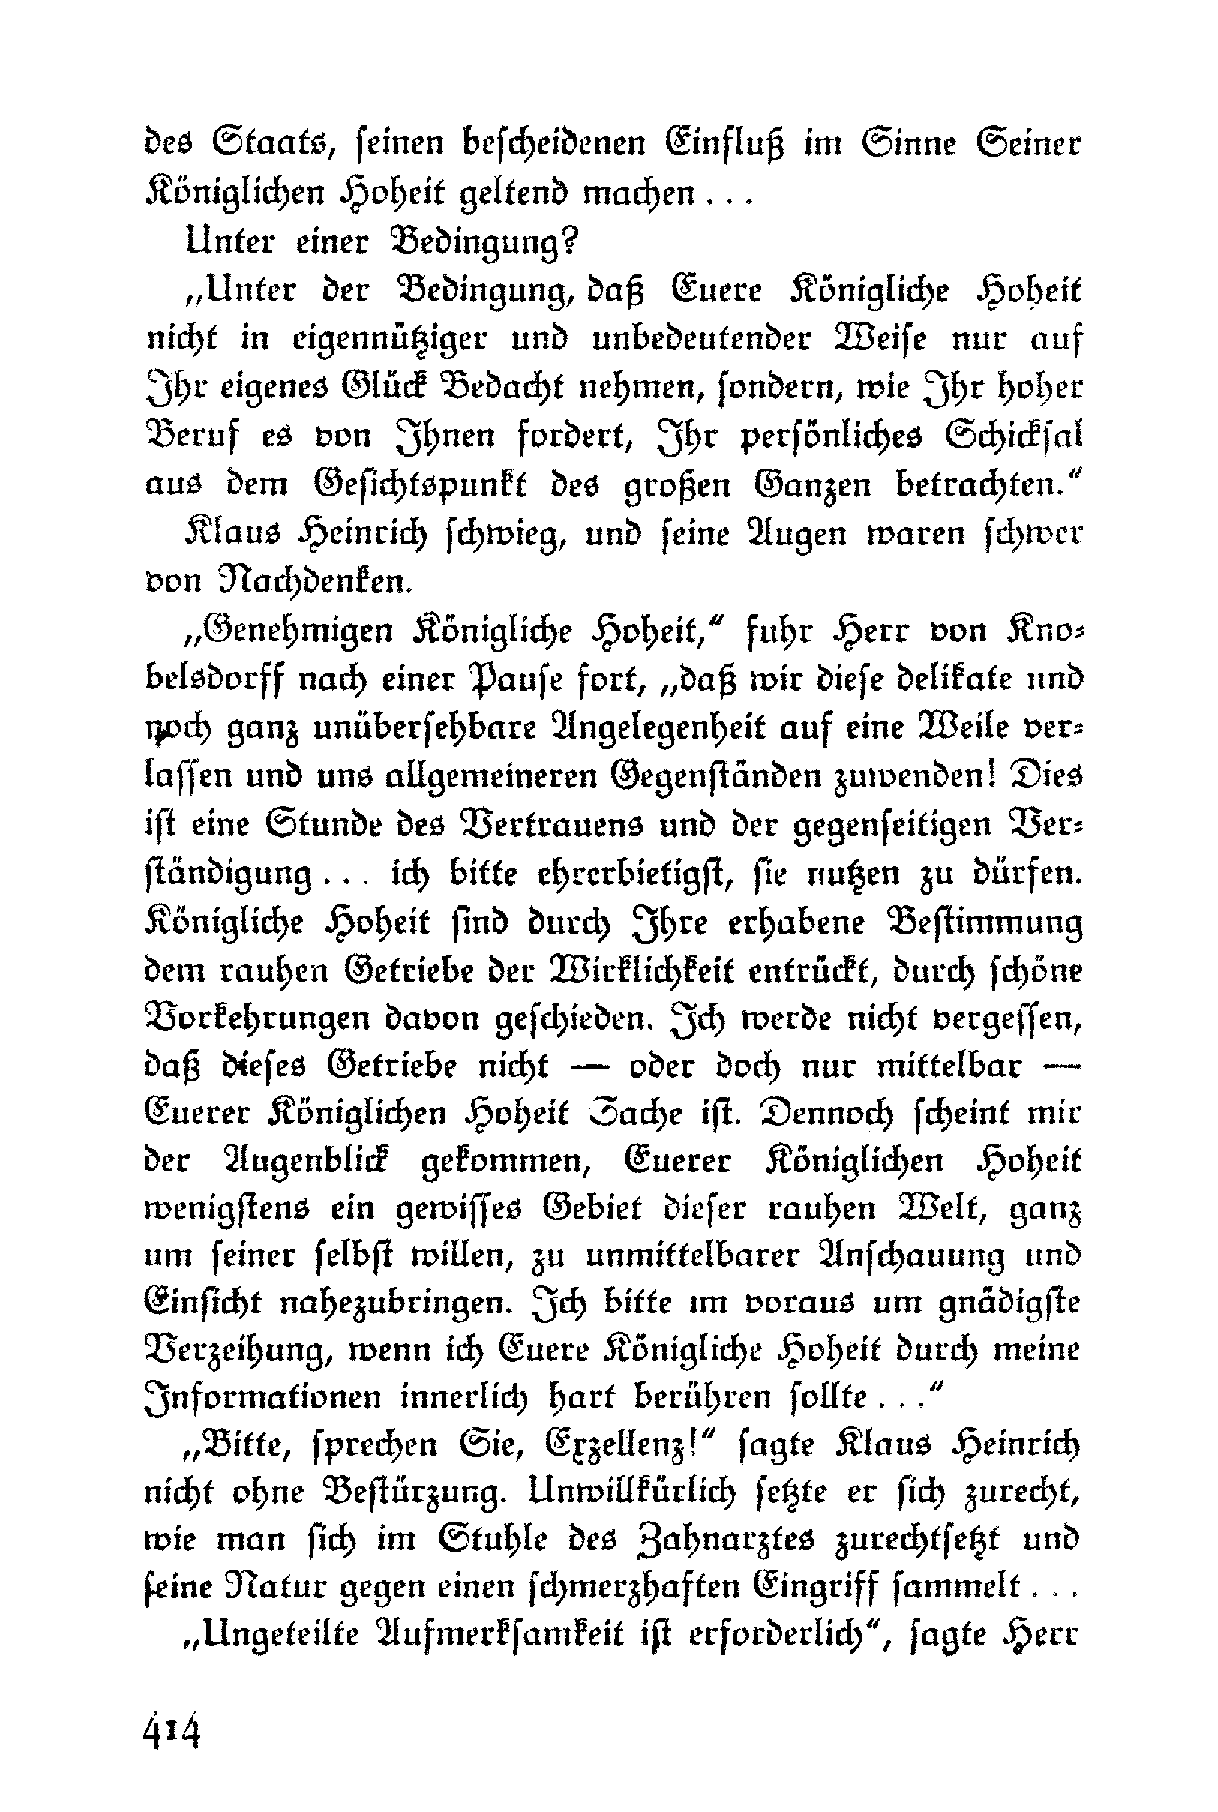 des Staats, seinen bescheidenen Einfluß im Sinne Seiner
Königlichen Hoheit geltend machen . . .
Unter einer Bedingung?
„Unter der Bedingung, daß Euere Königliche Hoheit
nicht in eigennütziger und unbedeutender Weise nur auf
Ihr eigenes Glück Bedacht nehmen, sondern, wie Ihr hoher
Beruf es von Ihnen fordert, Ihr persönliches Schicksal
aus dem Gesichtspunkt des großen Ganzen betrachten.“
Klaus Heinrich schwieg, und seine Augen waren schwer
von Nachdenken.
„Genehmigen Königliche Hoheit,“ fuhr Herr von Kno-
belsdorff nach einer Pause fort, „daß wir diese delikate und
noch ganz unübersehbare Angelegenheit auf eine Weile ver-
lassen und uns allgemeineren Gegenständen zuwenden! Dies
ist eine Stunde des Vertrauens und der gegenseitigen Ver-
ständigung . . . ich bitte ehrerbietigst, sie nutzen zu dürfen.
Königliche Hoheit sind durch Ihre erhabene Bestimmung
dem rauhen Getriebe der Wirklichkeit entrückt, durch schöne
Vorkehrungen davon geschieden. Ich werde nicht vergessen,
daß dieses Getriebe nicht — oder doch nur mittelbar —
Euerer Königlichen Hoheit Sache ist. Dennoch scheint mir
der Augenblick gekommen, Euerer Königlichen Hoheit
wenigstens ein gewisses Gebiet dieser rauhen Welt, ganz
um seiner selbst willen, zu unmittelbarer Anschauung und
Einsicht nahezubringen. Ich bitte im voraus um gnädigste
Verzeihung, wenn ich Euere Königliche Hoheit durch meine
Informationen innerlich hart berühren sollte . . .“
„Bitte, sprechen Sie, Exzellenz!“ sagte Klaus Heinrich
nicht ohne Bestürzung. Unwillkürlich setzte er sich zurecht,
wie man sich im Stuhle des Zahnarztes zurechtsetzt und
seine Natur gegen einen schmerzhaften Eingriff sammelt . . .
„Ungeteilte Aufmerksamkeit ist erforderlich“, sagte Herr
414